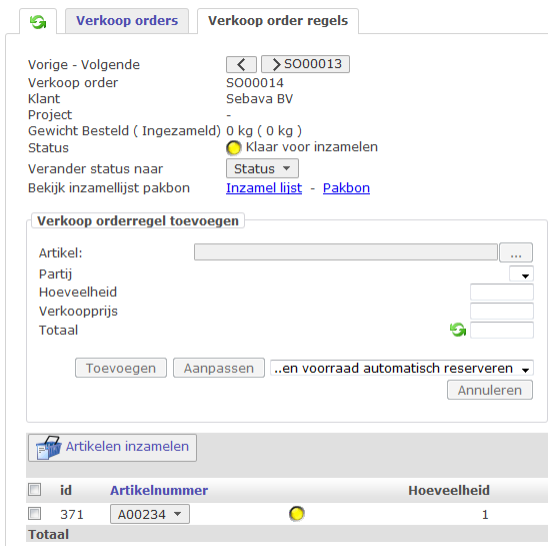 Verkoop orders Verkoop order regels
Vorige - Volgende SO00013
Verkoop order SO00014
Klant Sebava BV
Project -
Gewicht Besteld ( Ingezameld) 0 kg ( 0 kg )
Status Klaar voor inzamelen
Verander status naar Status
Bekijk inzamellijst pakbon Inzamel lijst - Pakbon
Verkoop orderregel toevoegen
Artikel: ...
Partij
Hoeveelheid
Verkoopprijs
Totaal
Toevoegen Aanpassen ..en voorraad automatisch reserveren
Annuleren
Artikelen inzamelen
id Artikelnummer Hoeveelheid
371 A00234 1
Totaal